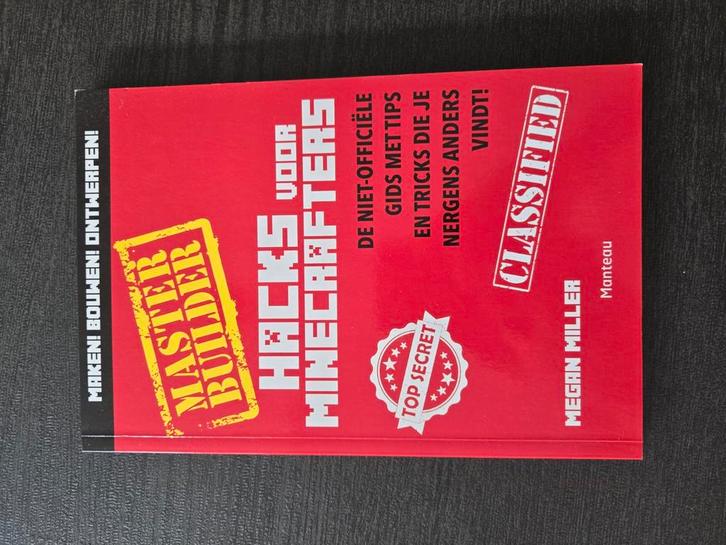 MAKEN! BOUWEN! ONTWERPEN!
MASTER
BUILDER
HACKS VOOR
MINECRAFTERS
DE NIET-OFFICIËLE
GIDS MET TIPS
EN TRICKS DIE JE
NERGENS ANDERS
VINDT!
TOP SECRET
CLASSIFIED
MEGAN MILLER
Manteau